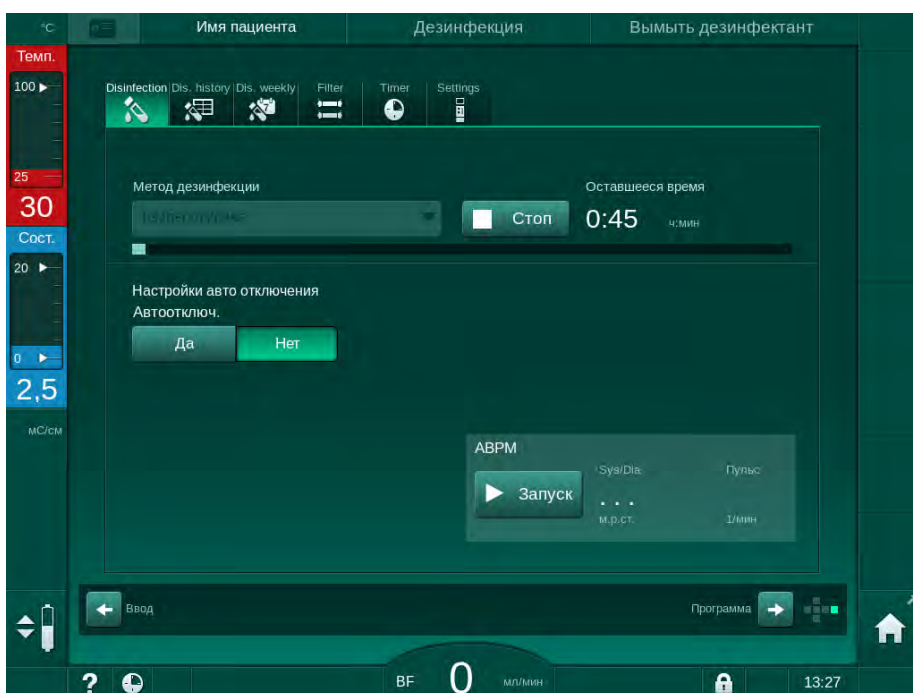 °C Имя пациента Дезинфекция Вымыть дезинфектант
Темп.
100
Disinfection Dis. history Dis. weekly Filter Timer Settings
7
25
30
Метод дезинфекции Оставшееся время
Стоп 0:45 ч:мин
Сост.
20
Настройки авто отключения
Автоотключ.
Да Нет
0
2,5
мС/см
ABPM
Sys/Dia Пульс
Запуск . . .
м.р.ст. 1/мин
Ввод Программа
? BF 0 мл/мин 13:27